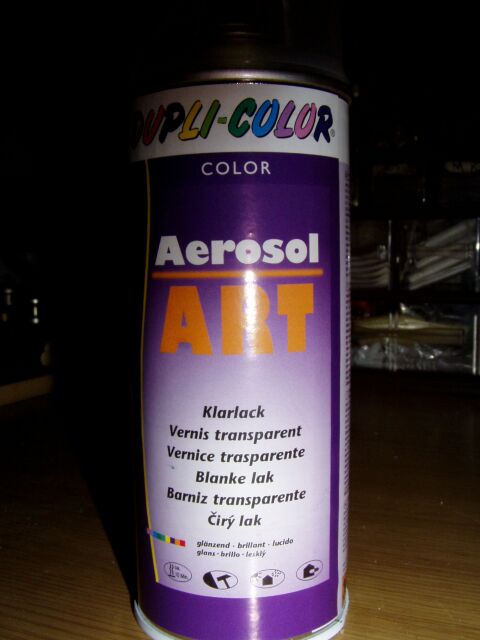 DUPLI-COLOR®
COLOR
Aerosol
ART
Klarlack
Vernis transparent
Vernice trasparente
Blanke lak
Barniz transparente
Čirý lak
glänzend - brillant - lucido
glans - brillo - lesklý